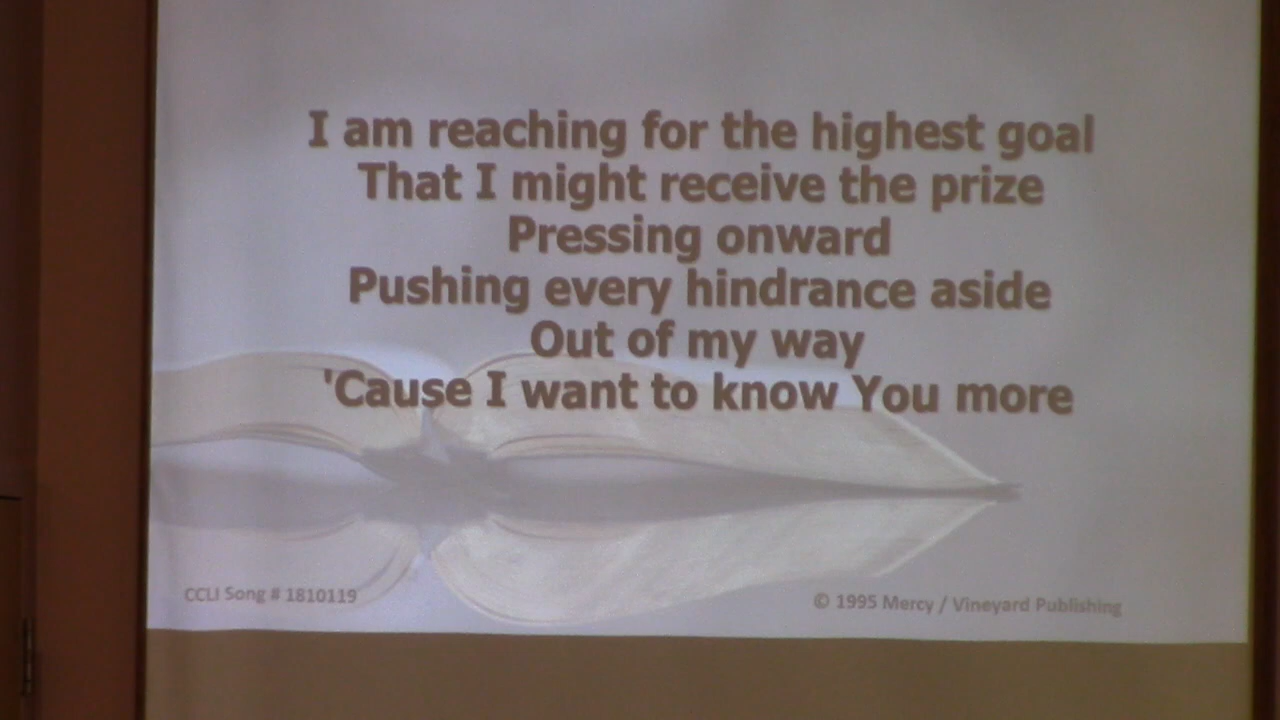 I am reaching for the highest goal
That I might receive the prize
Pressing onward
Pushing every hindrance aside
Out of my way
'Cause I want to know You more
CCLI Song # 1810119
© 1995 Mercy / Vineyard Publishing